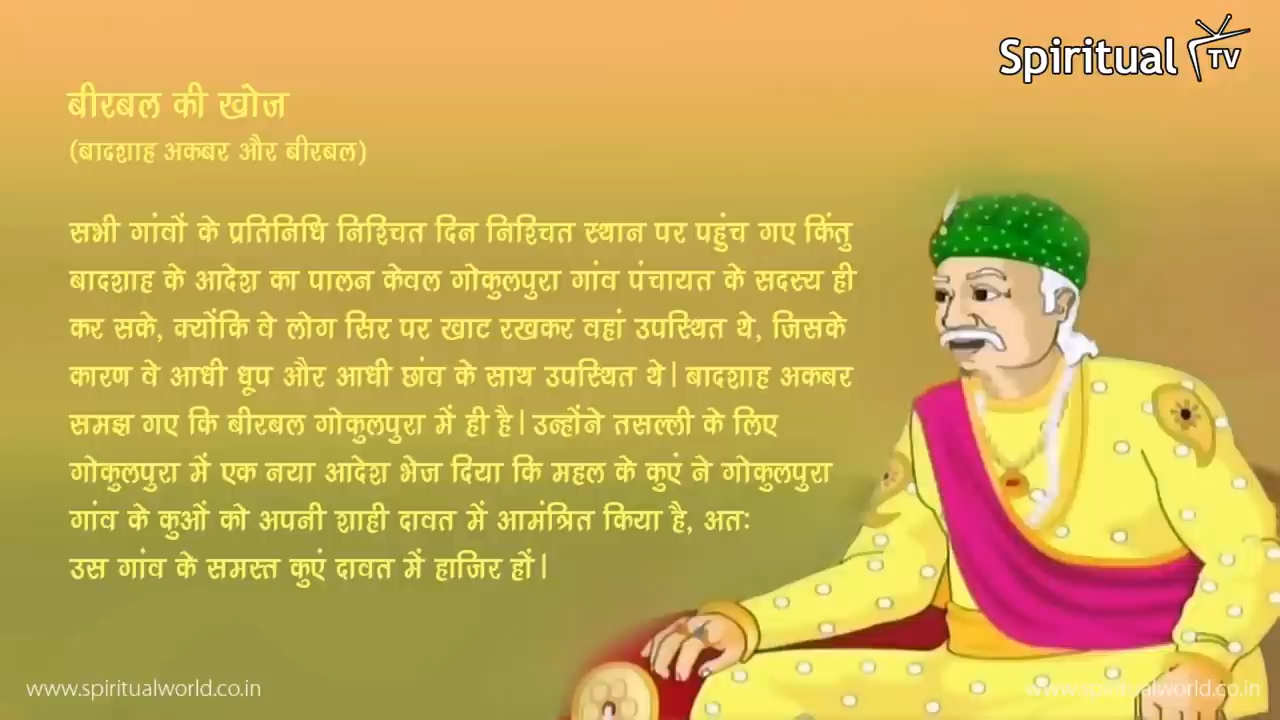 Spiritual TV
बीरबल की खोज
(बादशाह अकबर और बीरबल)
सभी गांवों के प्रतिनिधि निश्चित दिन निश्चित स्थान पर पहुंच गए किंतु
बादशाह के आदेश का पालन केवल गोकुलपुरा गांव पंचायत के सदस्य ही
कर सके, क्योंकि वे लोग सिर पर खाट रखकर वहां उपस्थित थे, जिसके
कारण वे आधी धूप और आधी छांव के साथ उपस्थित थे| बादशाह अकबर
समझ गए कि बीरबल गोकुलपुरा में ही है| उन्होंने तसल्ली के लिए
गोकुलपुरा में एक नया आदेश भेज दिया कि महल के कुएं ने गोकुलपुरा
गांव के कुओं को अपनी शाही दावत में आमंत्रित किया है, अतः
उस गांव के समस्त कुएं दावत में हाजिर हों|
www.spiritualworld.co.in
www.spiritualworld.co.in